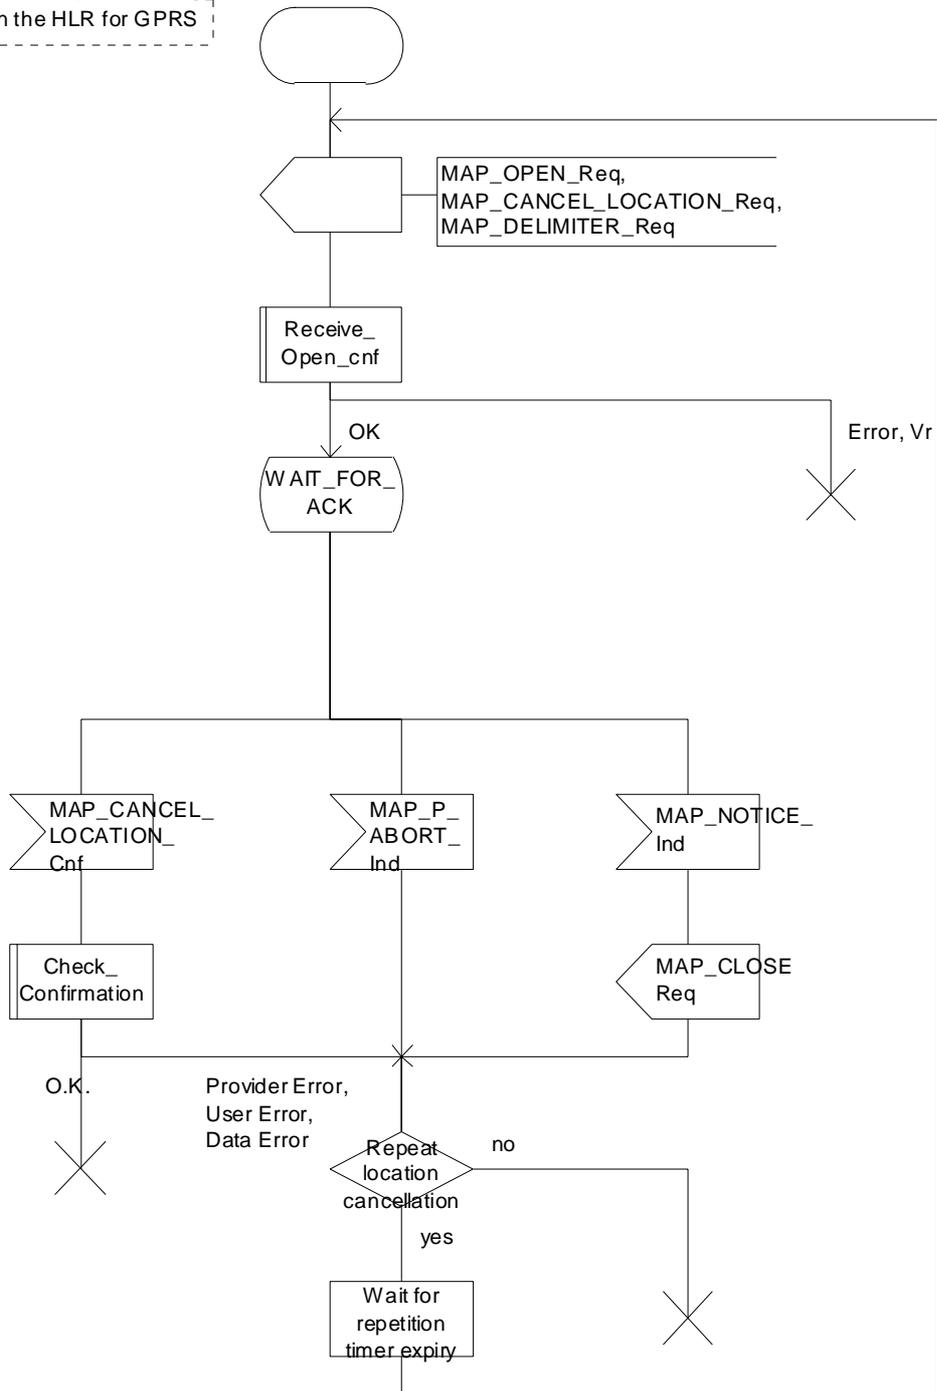 n the HLR for GPRS
MAP_OPEN_Req,
MAP_CANCEL_LOCATION_Req,
MAP_DELIMITER_Req
Receive_
Open_cnf
OK
Error, Vr
WAIT_FOR_
ACK
MAP_CANCEL_
LOCATION_
Cnf
MAP_P_
ABORT_
Ind
MAP_NOTICE_
Ind
Check_
Confirmation
MAP_CLOSE
Req
O.K.
Provider Error,
User Error,
Data Error
Repeat
location
cancellation
no
yes
Wait for
repetition
timer expiry